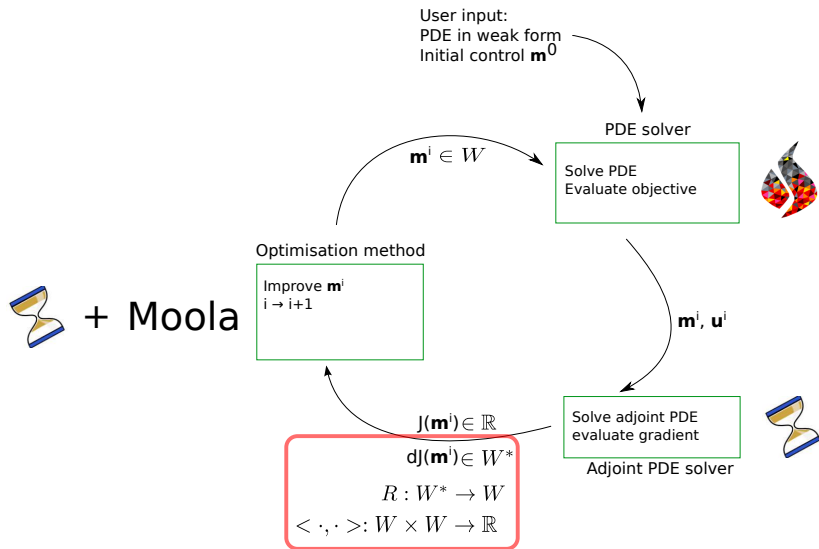 User input:
PDE in weak form
Initial control m⁰
PDE solver
mⁱ ∈ W
Solve PDE
Evaluate objective
Optimisation method
Improve mⁱ
i → i+1
+ Moola
mⁱ, uⁱ
J(mⁱ) ∈ ℝ
Solve adjoint PDE
evaluate gradient
dJ(mⁱ) ∈ W*
Adjoint PDE solver
R : W* → W
< ·, · >: W × W → ℝ